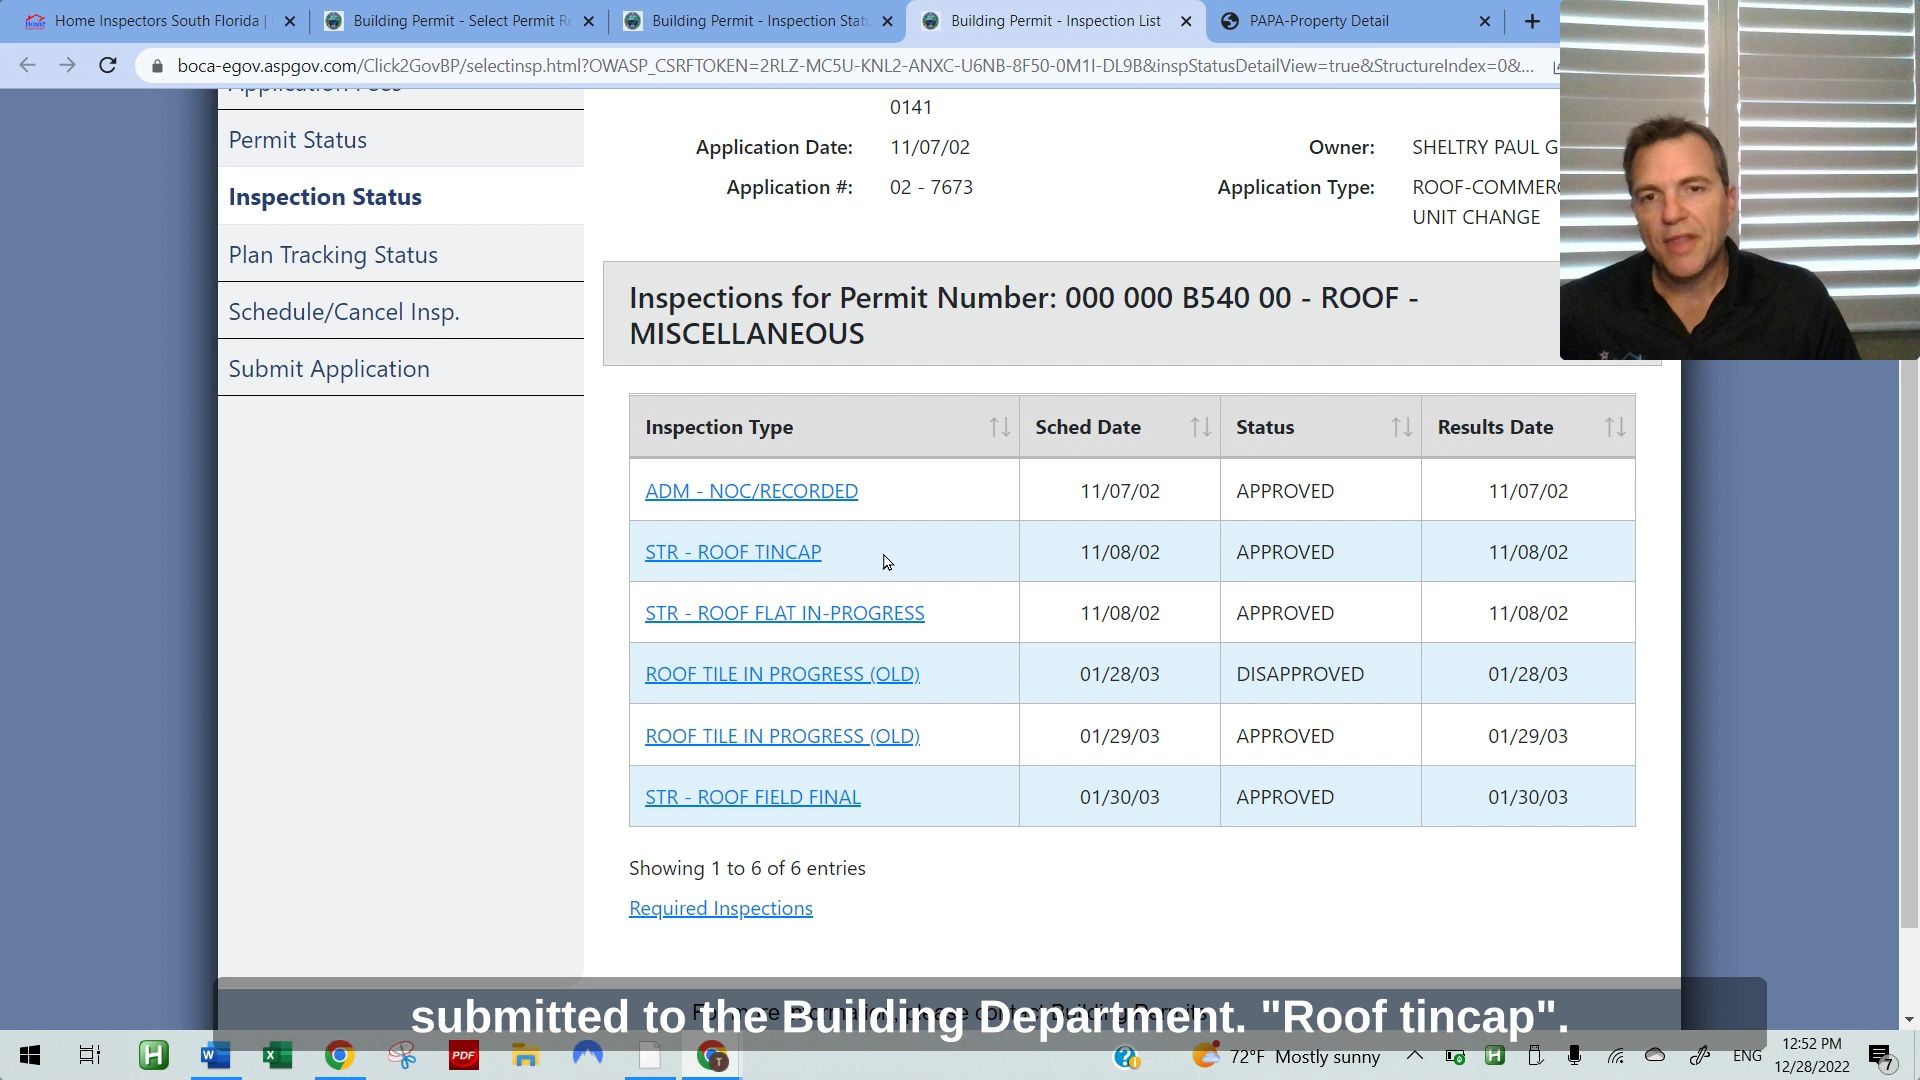 Home Inspectors South Florida |
Building Permit - Select Permit R
Building Permit - Inspection Stat
Building Permit - Inspection List
PAPA-Property Detail
boca-egov.aspgov.com/Click2GovBP/selectinsp.html?OWASP_CSRFTOKEN=2RLZ-MC5U-KNL2-ANXC-U6NB-8F50-0M1I-DL9B&inspStatusDetailView=true&StructureIndex=0&...
Application Fees
Permit Status
Inspection Status
Plan Tracking Status
Schedule/Cancel Insp.
Submit Application
0141
Application Date: 11/07/02 Owner: SHELTRY PAUL G
Application #: 02 - 7673 Application Type: ROOF-COMMERC
UNIT CHANGE
Inspections for Permit Number: 000 000 B540 00 - ROOF -
MISCELLANEOUS
Inspection Type Sched Date Status Results Date
ADM - NOC/RECORDED 11/07/02 APPROVED 11/07/02
STR - ROOF TINCAP 11/08/02 APPROVED 11/08/02
STR - ROOF FLAT IN-PROGRESS 11/08/02 APPROVED 11/08/02
ROOF TILE IN PROGRESS (OLD) 01/28/03 DISAPPROVED 01/28/03
ROOF TILE IN PROGRESS (OLD) 01/29/03 APPROVED 01/29/03
STR - ROOF FIELD FINAL 01/30/03 APPROVED 01/30/03
Showing 1 to 6 of 6 entries
Required Inspections
submitted to the Building Department. "Roof tincap".
PDF
72°F Mostly sunny
ENG
12:52 PM
12/28/2022
7